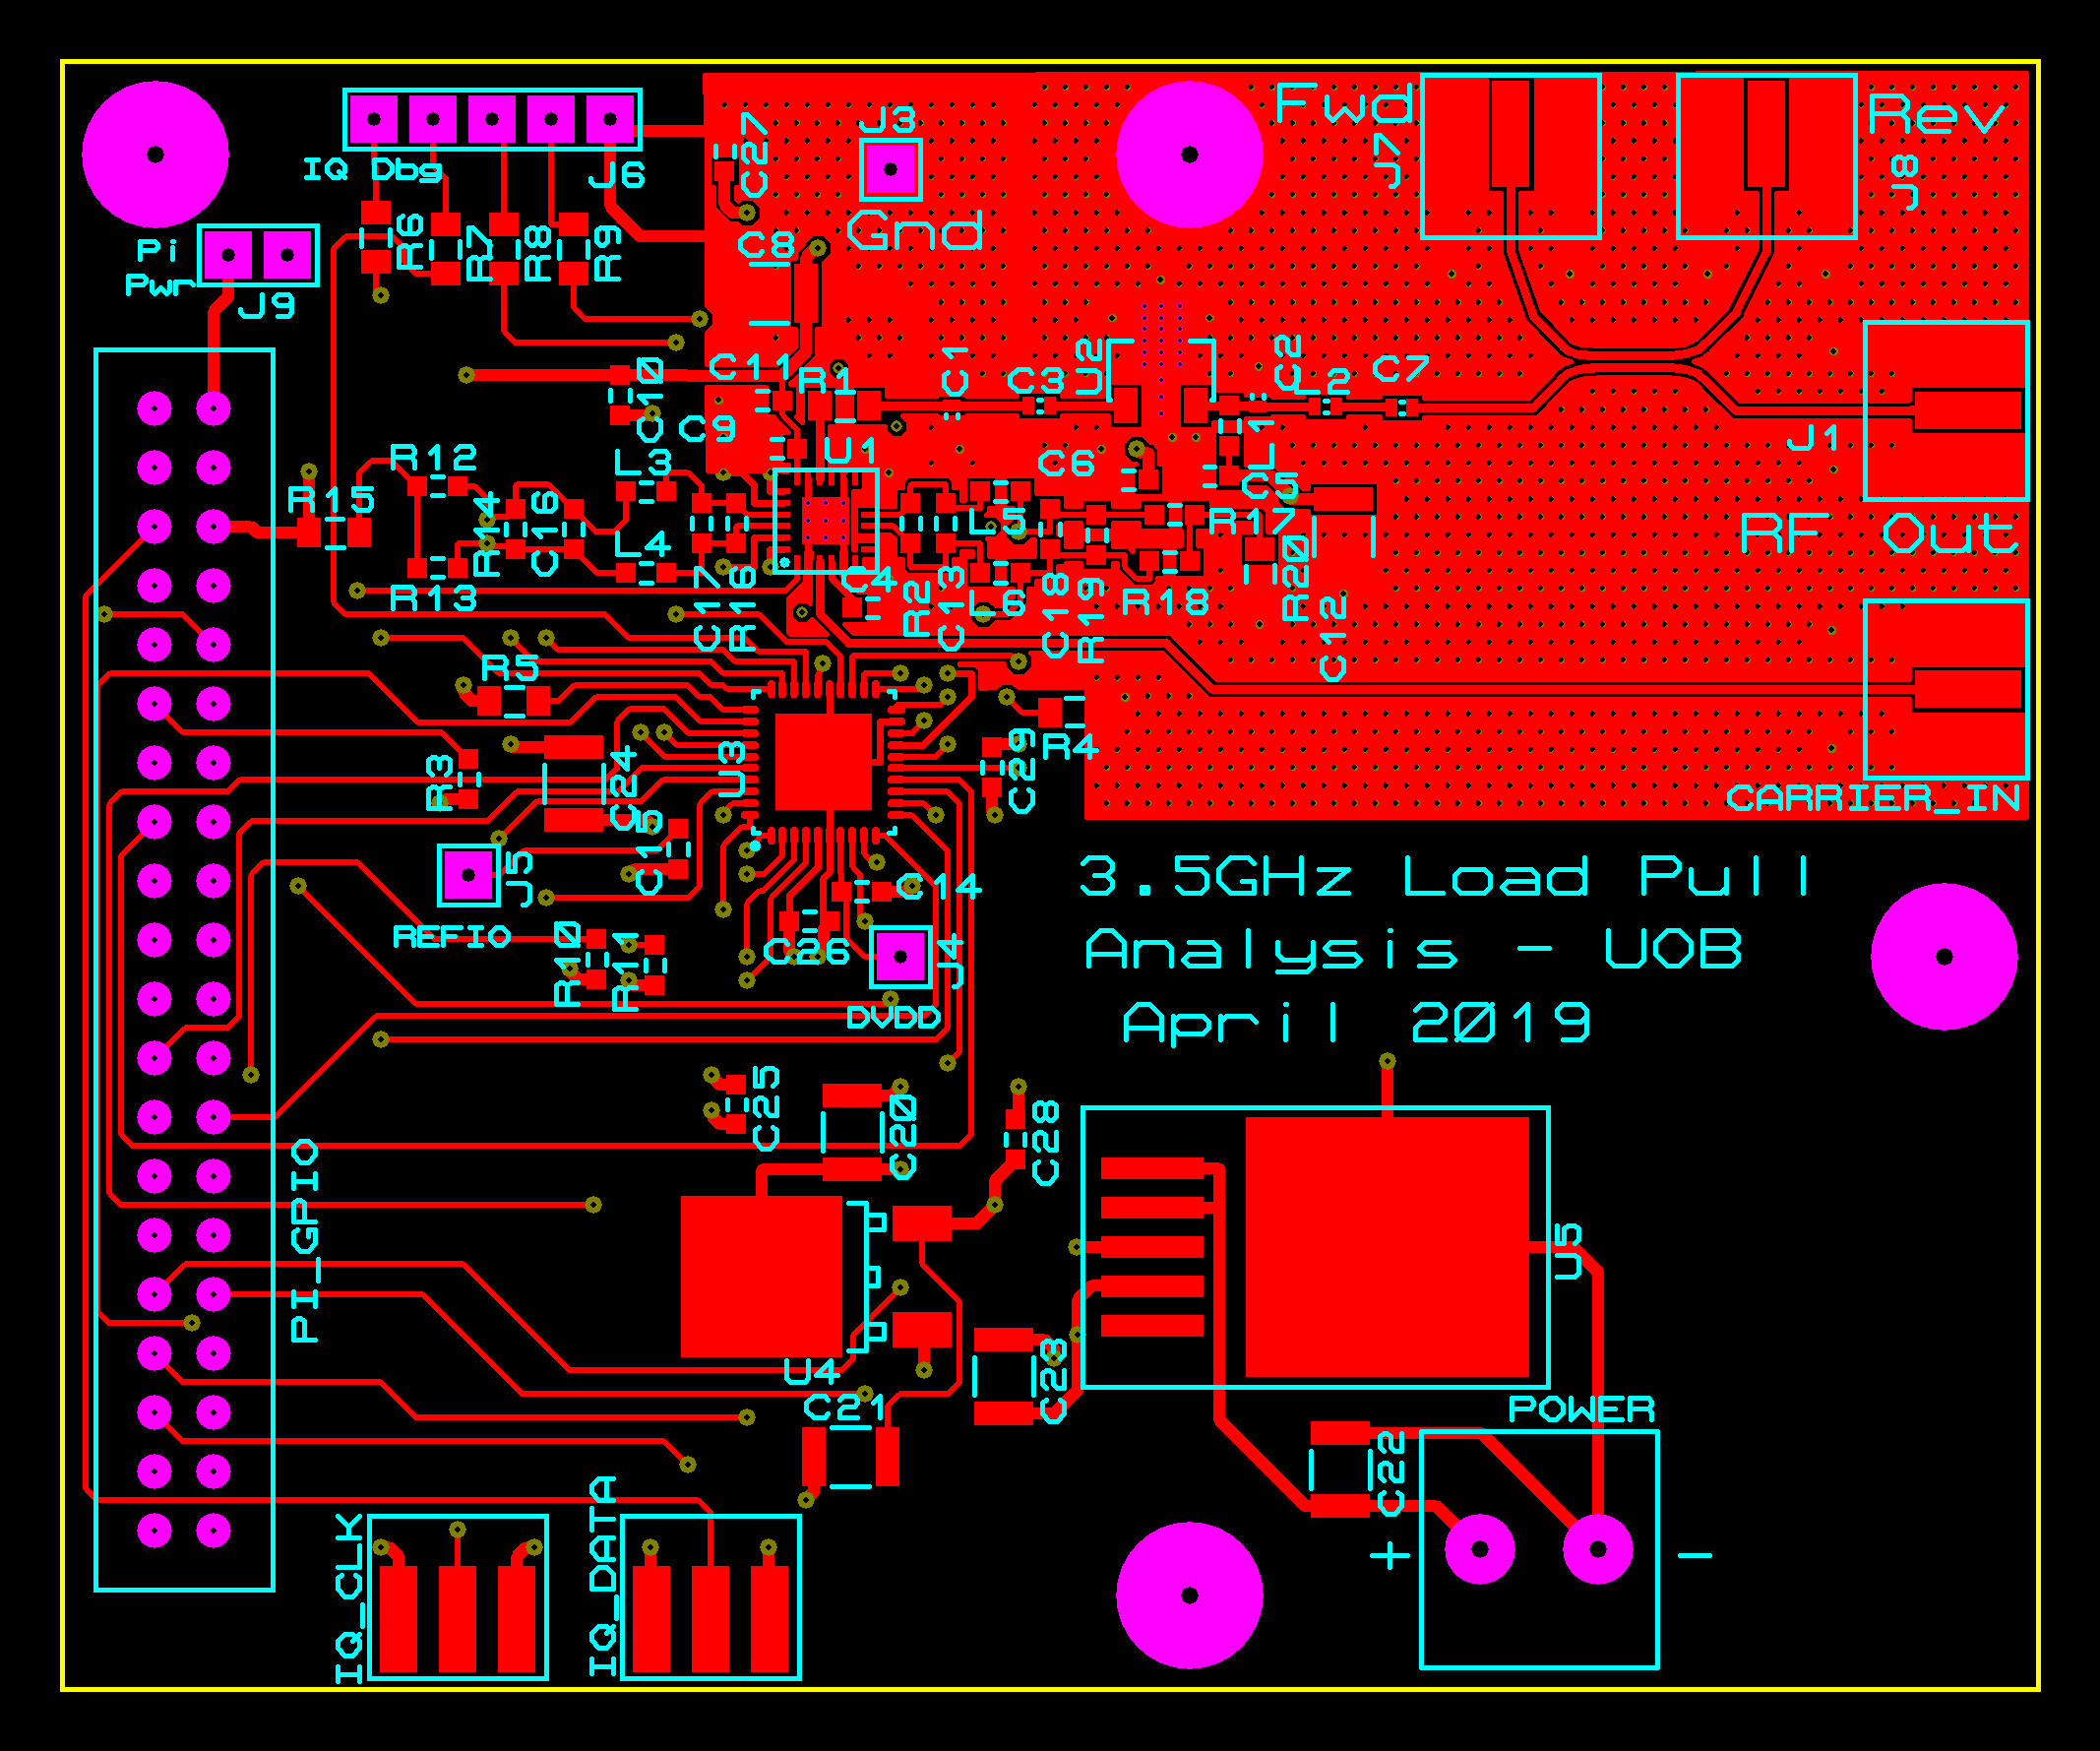 Fwd
Rev
J3
C27
J7
J8
IQ Dbg
J6
Gnd
Pi
Pwr
J9
R6
R7
R8
R9
C8
C11
C10
R1
C1
C3
U2
C2
L2
C7
C9
U1
J1
R12
L3
C6
L1
C5
R15
R14
C16
L4
L5
R17
RF Out
R13
C17
R16
C4
R2
C13
L6
C18
R19
R18
R20
C12
R5
U3
R4
R3
C24
C29
C15
CARRIER_IN
J5
C14
3.5GHz Load Pull
Analysis - UOB
April 2019
REFIO
R10
R11
C26
J4
DVDD
C25
C20
C28
PI_GPIO
U5
U4
C23
C21
POWER
C22
IQ_CLK
IQ_DATA
+ -